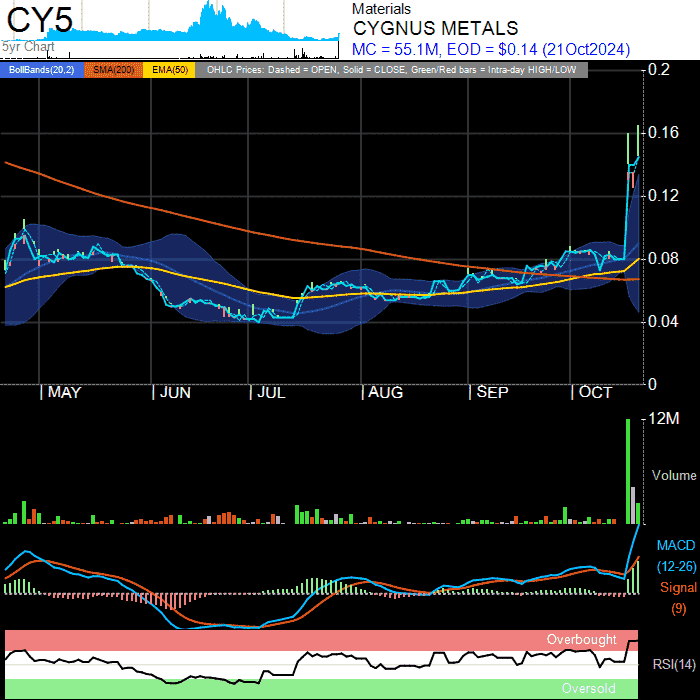 CY5
Materials
CYGNUS METALS
MC = 55.1M, EOD = $0.14 (21Oct2024)
5yr Chart
BollBands(20,2) SMA(200) EMA(50) OHLC Prices: Dashed = OPEN, Solid = CLOSE, Green/Red bars = Intra-day HIGH/LOW
0.2
0.16
0.12
0.08
0.04
0
MAY JUN JUL AUG SEP OCT
12M
Volume
MACD
(12-26)
Signal
(9)
Overbought
RSI(14)
Oversold